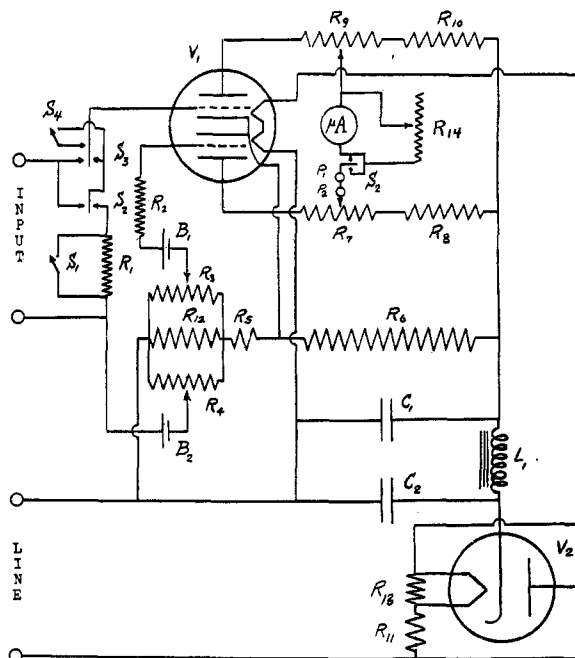 R9
R10
V1
S4
μA
R14
S3
S2
P1
P2
S2
INPUT
R2
R7
R8
S1
R1
B1
R3
R12
R5
R6
R4
B2
C1
L1
C2
LINE
V2
R13
R11